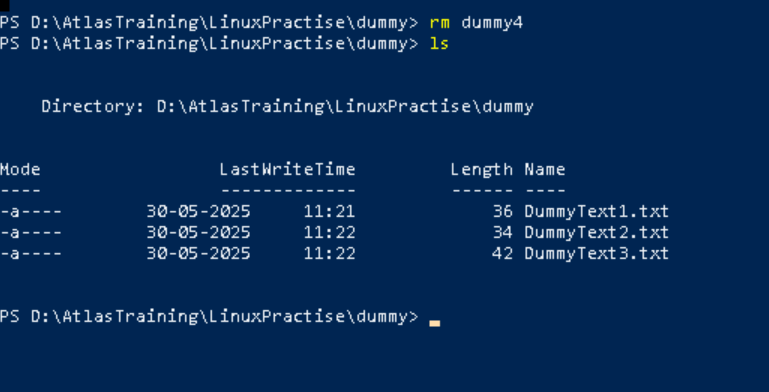 PS D:\AtlasTraining\LinuxPractise\dummy> rm dummy4
PS D:\AtlasTraining\LinuxPractise\dummy> ls
Directory: D:\AtlasTraining\LinuxPractise\dummy
Mode                 LastWriteTime         Length Name
----                 -------------         ------ ----
-a----        30-05-2025     11:21             36 DummyText1.txt
-a----        30-05-2025     11:22             34 DummyText2.txt
-a----        30-05-2025     11:22             42 DummyText3.txt
PS D:\AtlasTraining\LinuxPractise\dummy>